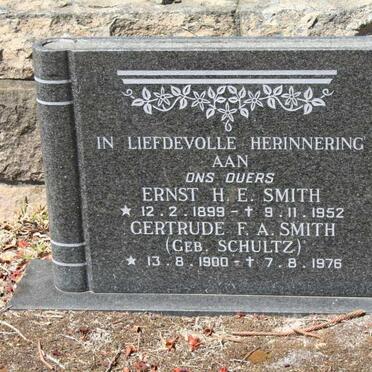 IN LIEFDEVOLLE HERINNERING
AAN
ONS OUERS
ERNST H. E. SMITH
★ 12.2.1899 - ✝ 9.11.1952
GERTRUDE F. A. SMITH
(GEB. SCHULTZ)
★ 13.8.1900 - ✝ 7.8.1976